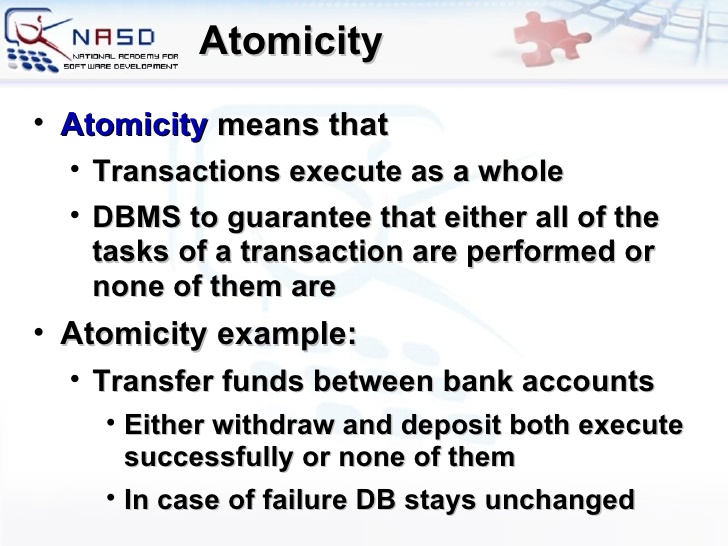 NASD
NATIONAL ACADEMY FOR
SOFTWARE DEVELOPMENT
Atomicity
• Atomicity means that
• Transactions execute as a whole
• DBMS to guarantee that either all of the
tasks of a transaction are performed or
none of them are
• Atomicity example:
• Transfer funds between bank accounts
• Either withdraw and deposit both execute
successfully or none of them
• In case of failure DB stays unchanged